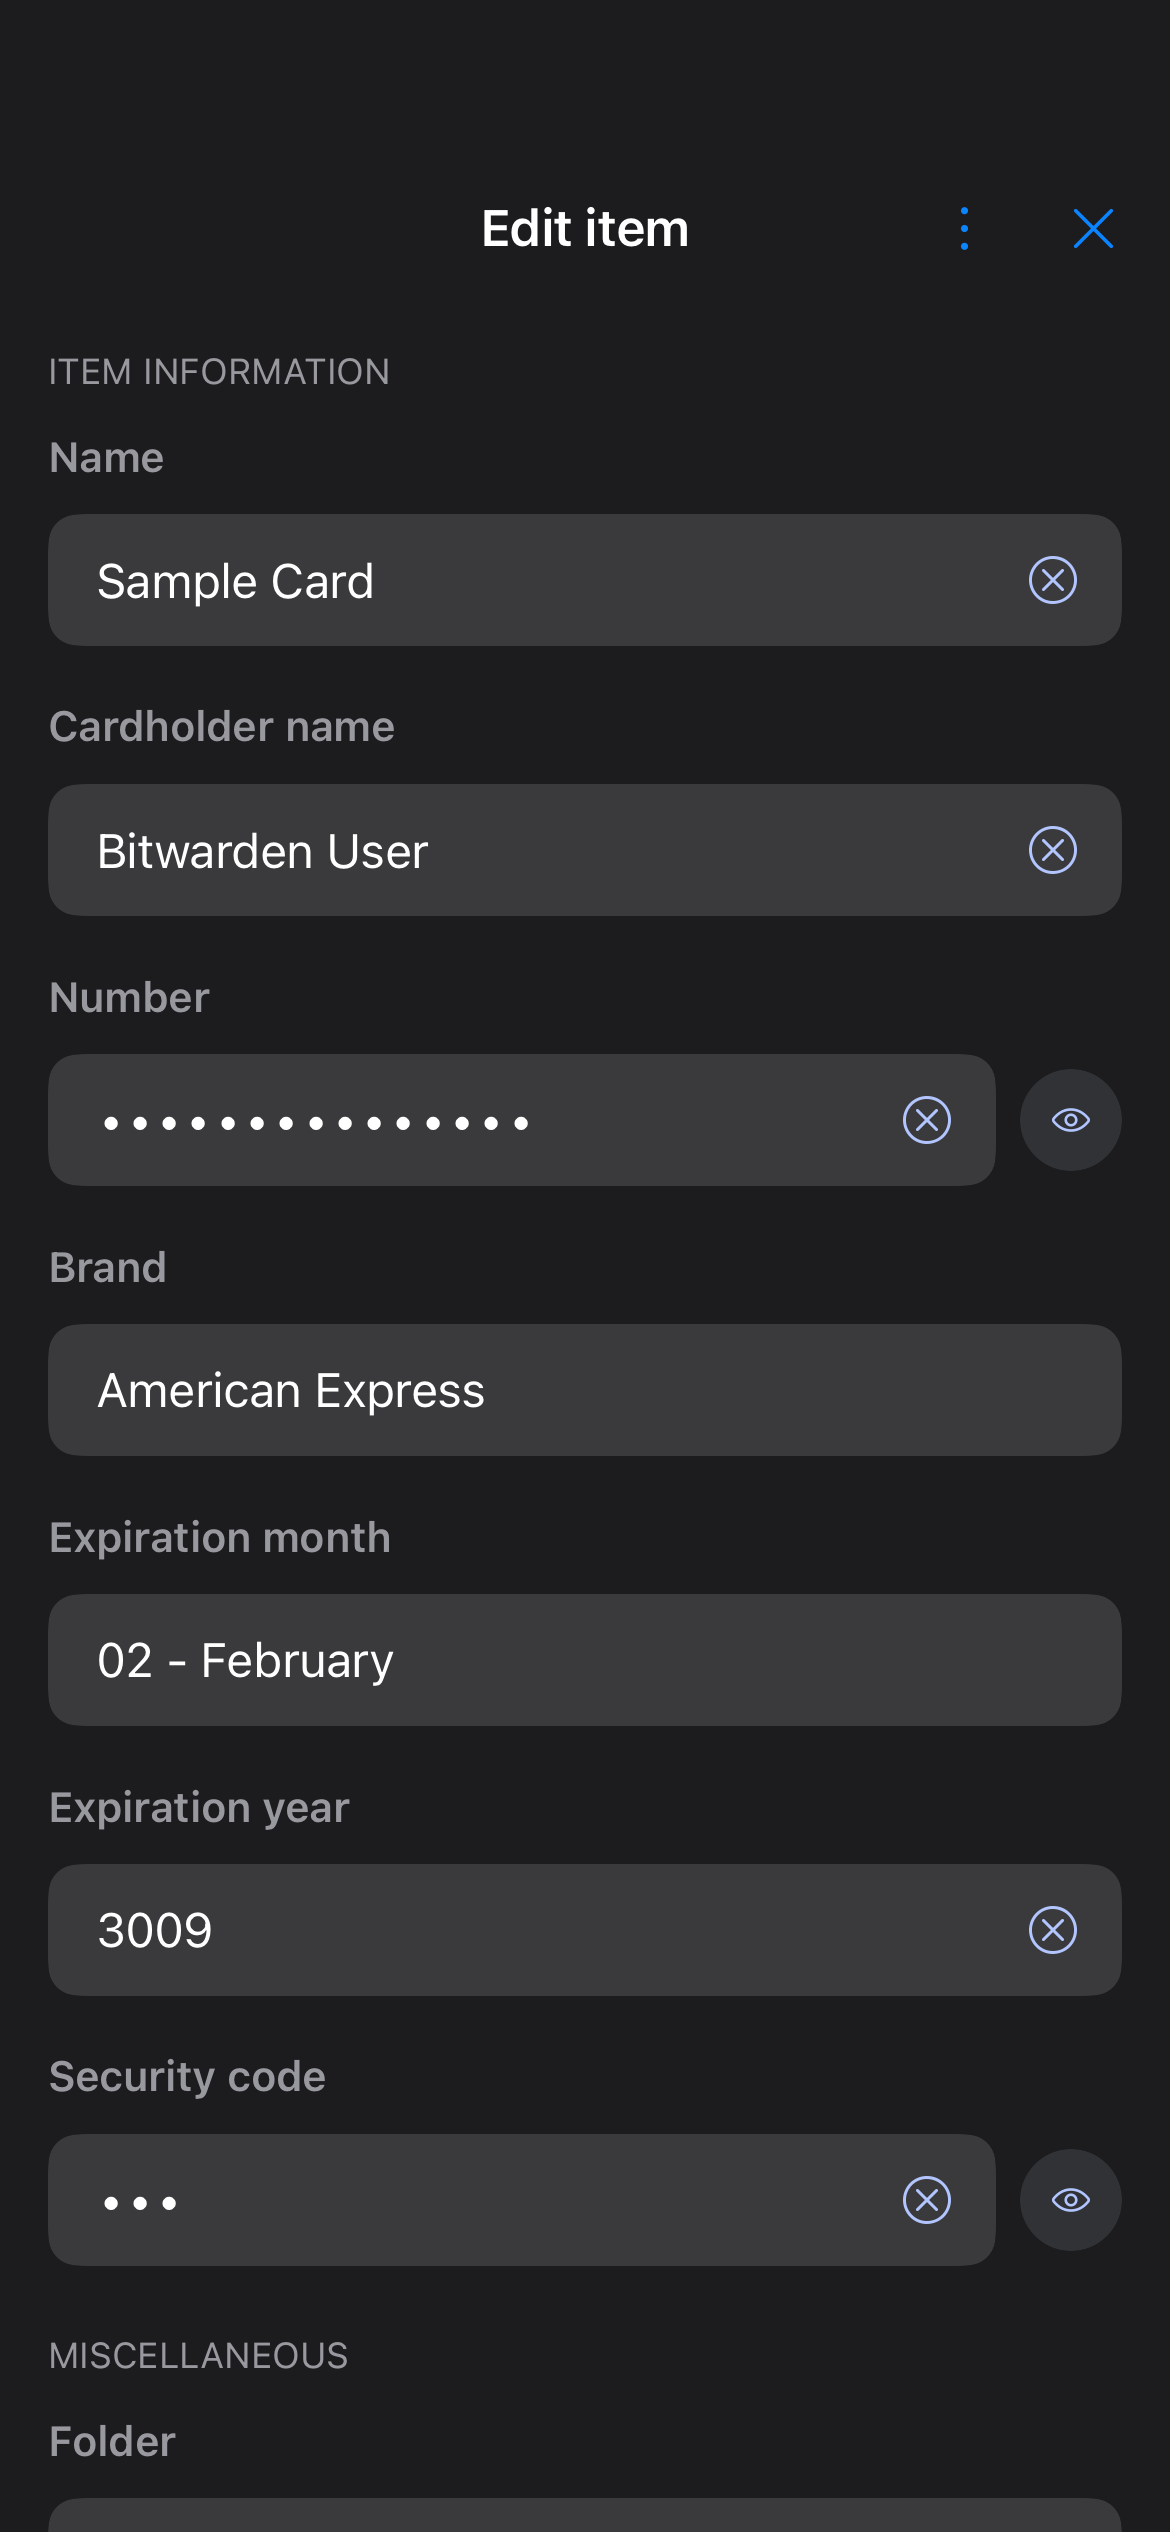 Edit item
ITEM INFORMATION
Name
Sample Card
Cardholder name
Bitwarden User
Number
•••••••••••••••
Brand
American Express
Expiration month
02 - February
Expiration year
3009
Security code
•••
MISCELLANEOUS
Folder